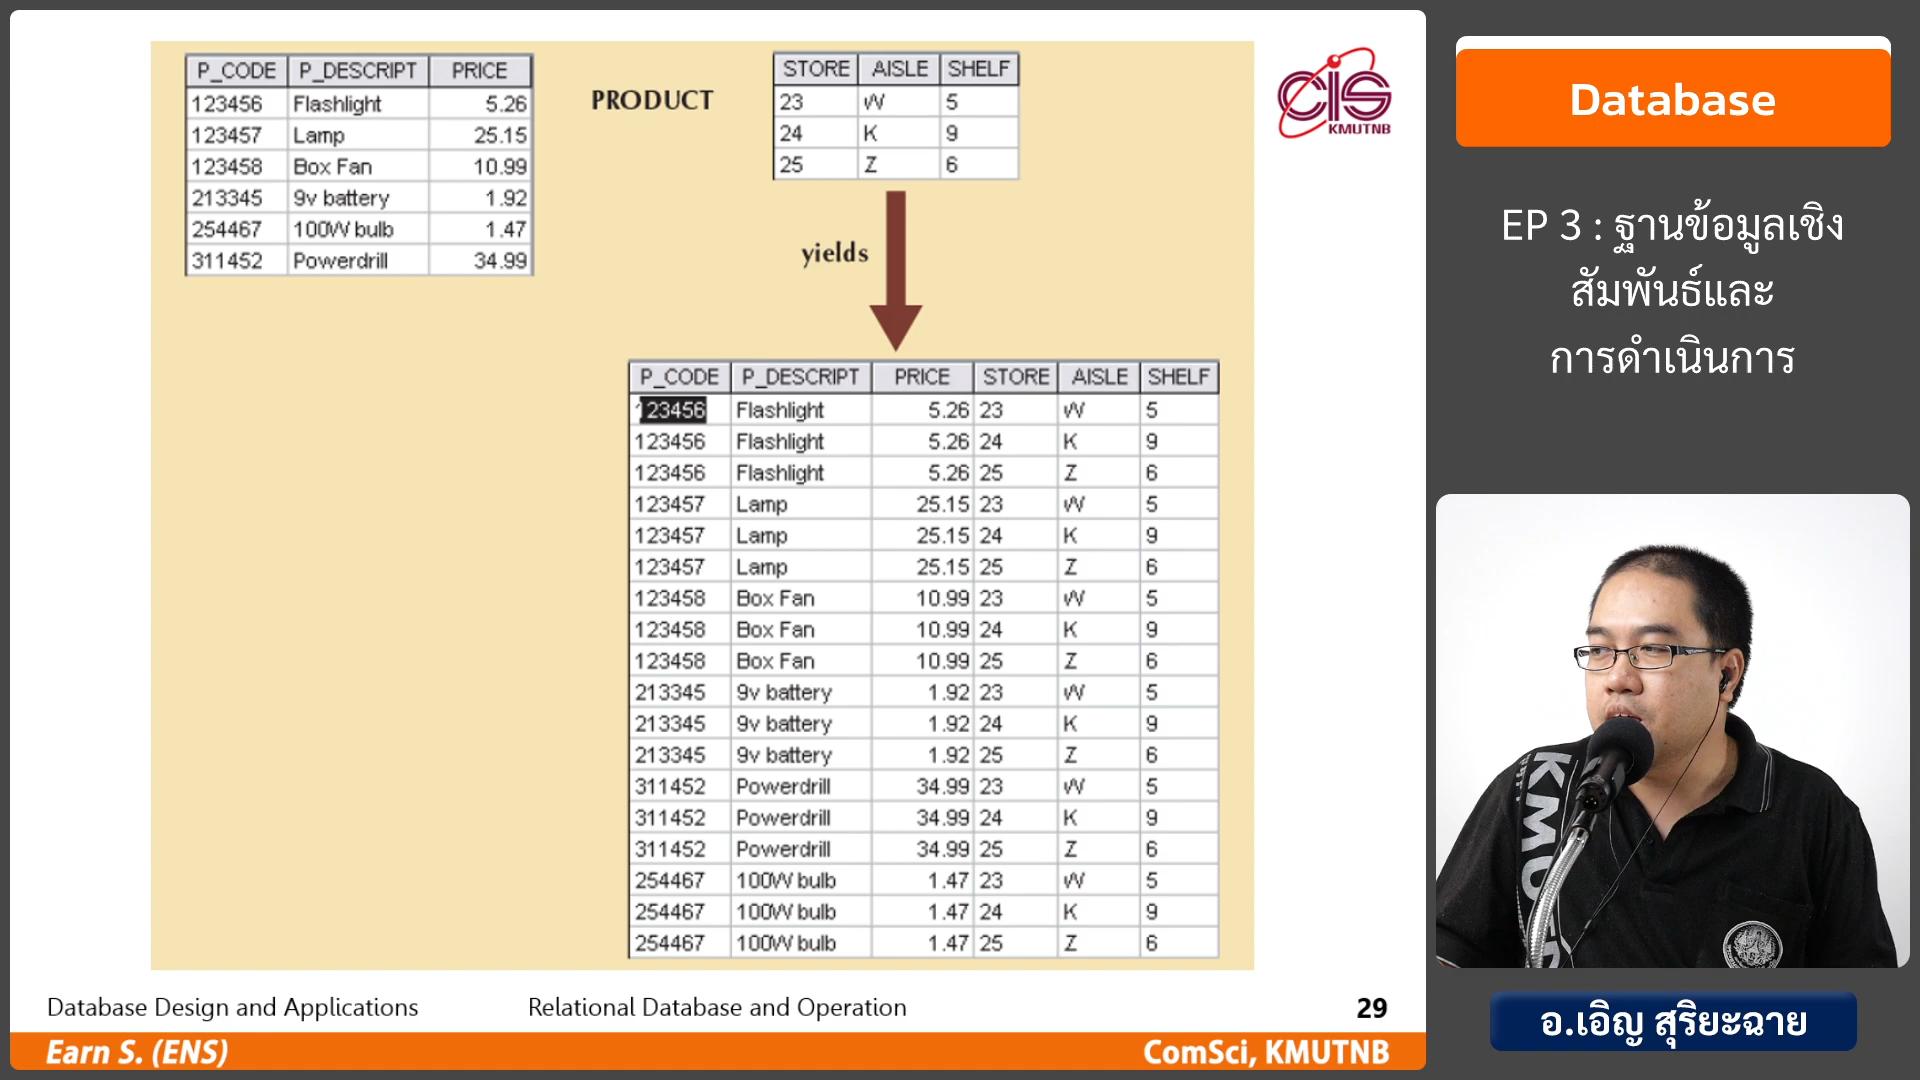 P_CODE P_DESCRIPT PRICE
123456 Flashlight 5.26
123457 Lamp 25.15
123458 Box Fan 10.99
213345 9v battery 1.92
254467 100W bulb 1.47
311452 Powerdrill 34.99
PRODUCT
STORE AISLE SHELF
23 W 5
24 K 9
25 Z 6
yields
P_CODE P_DESCRIPT PRICE STORE AISLE SHELF
123456 Flashlight 5.26 23 W 5
123456 Flashlight 5.26 24 K 9
123456 Flashlight 5.26 25 Z 6
123457 Lamp 25.15 23 W 5
123457 Lamp 25.15 24 K 9
123457 Lamp 25.15 25 Z 6
123458 Box Fan 10.99 23 W 5
123458 Box Fan 10.99 24 K 9
123458 Box Fan 10.99 25 Z 6
213345 9v battery 1.92 23 W 5
213345 9v battery 1.92 24 K 9
213345 9v battery 1.92 25 Z 6
311452 Powerdrill 34.99 23 W 5
311452 Powerdrill 34.99 24 K 9
311452 Powerdrill 34.99 25 Z 6
254467 100W bulb 1.47 23 W 5
254467 100W bulb 1.47 24 K 9
254467 100W bulb 1.47 25 Z 6
cis
KMUTNB
Database Design and Applications Relational Database and Operation 29
Earn S. (ENS) ComSci, KMUTNB
Database
EP 3 : ฐานข้อมูลเชิง
สัมพันธ์และ
การดำเนินการ
อ.เอิญ สุริยะฉาย